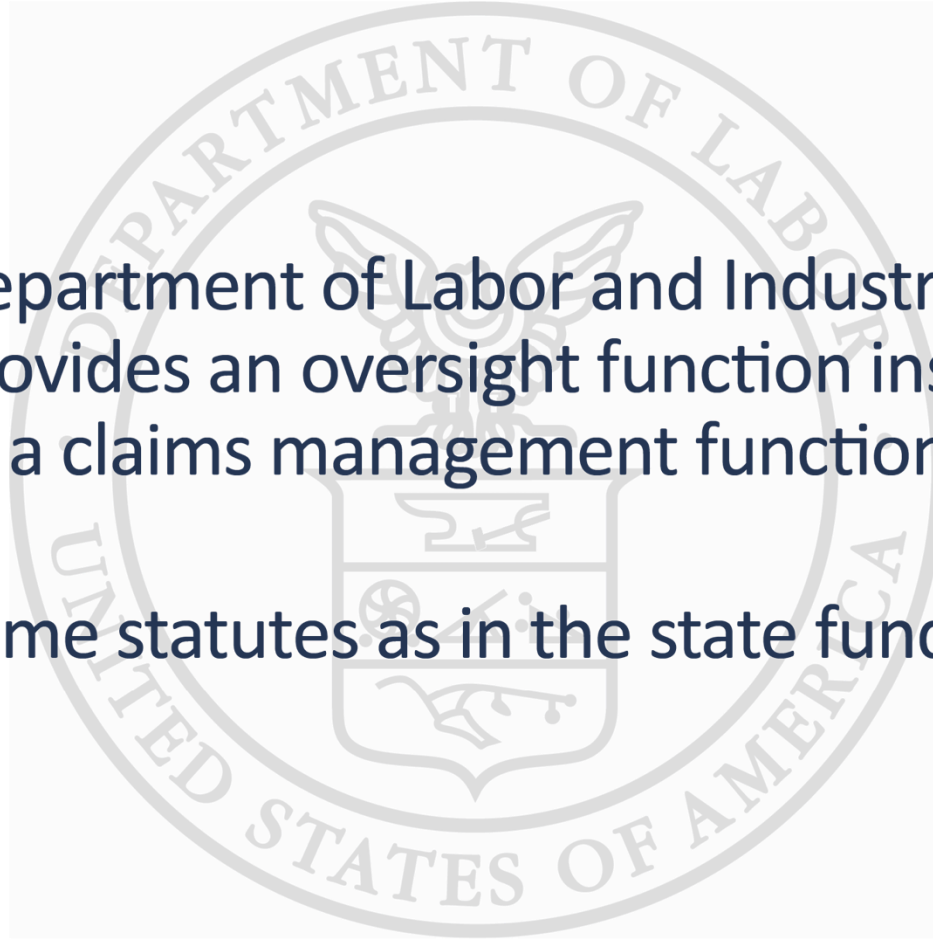 DEPARTMENT OF LABOR
epartment of Labor and Industr
ovides an oversight function ins
a claims management function
me statutes as in the state func
UNITED STATES OF AMERICA